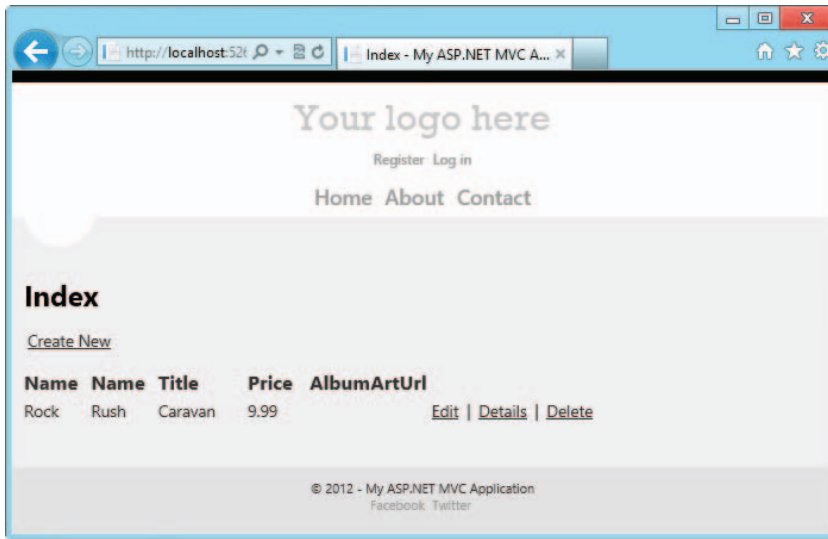 http://localhost:526
Index - My ASP.NET MVC A... ×
Your logo here
Register Log in
Home About Contact
Index
Create New
Name Name Title Price AlbumArtUrl
Rock Rush Caravan 9.99 Edit | Details | Delete
© 2012 - My ASP.NET MVC Application
Facebook Twitter